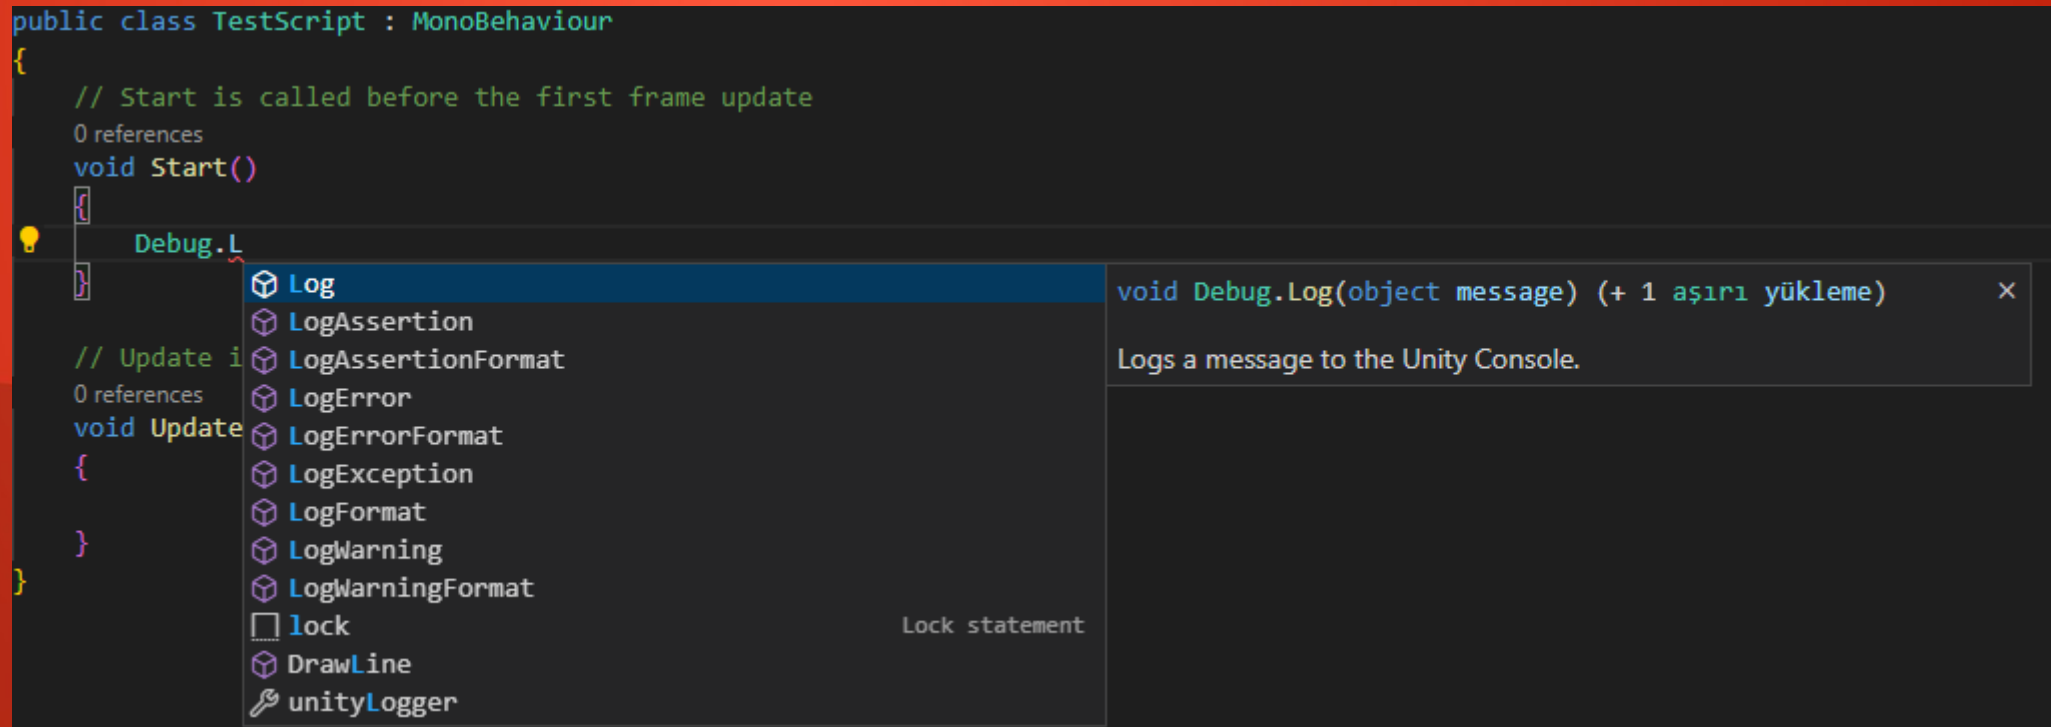 public class TestScript : MonoBehaviour
{
// Start is called before the first frame update
0 references
void Start()
{
Debug.L
}
// Update i
0 references
void Update
{
}
}
Log
LogAssertion
LogAssertionFormat
LogError
LogErrorFormat
LogException
LogFormat
LogWarning
LogWarningFormat
lock Lock statement
DrawLine
unityLogger
void Debug.Log(object message) (+ 1 aşırı yükleme)
Logs a message to the Unity Console.